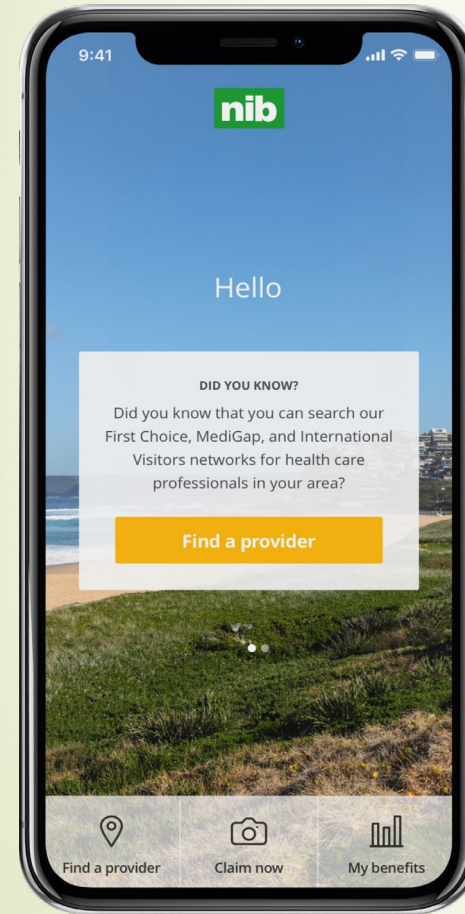 9:41
nib
Hello
DID YOU KNOW?
Did you know that you can search our
First Choice, MediGap, and International
Visitors networks for health care
professionals in your area?
Find a provider
Find a provider
Claim now
My benefits